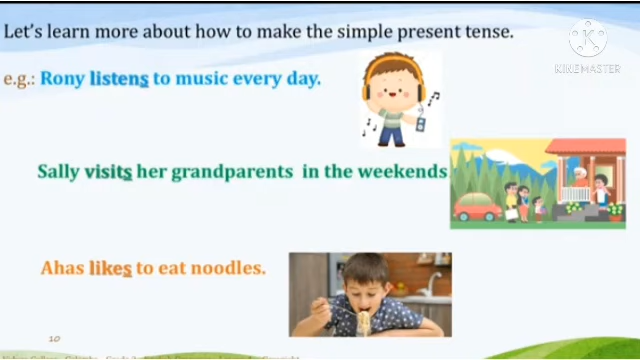 Let's learn more about how to make the simple present tense.
KINEMASTER
e.g.: Rony listens to music every day.
Sally visits her grandparents in the weekends.
Ahas likes to eat noodles.
10